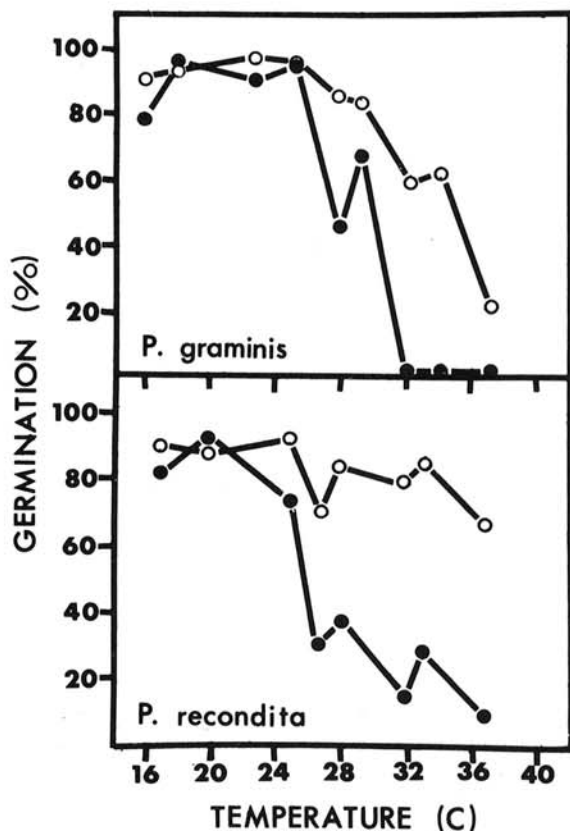 GERMINATION (%)
100
80
60
40
20
P. graminis
100
80
60
40
20
P. recondita
16 20 24 28 32 36 40
TEMPERATURE (C)